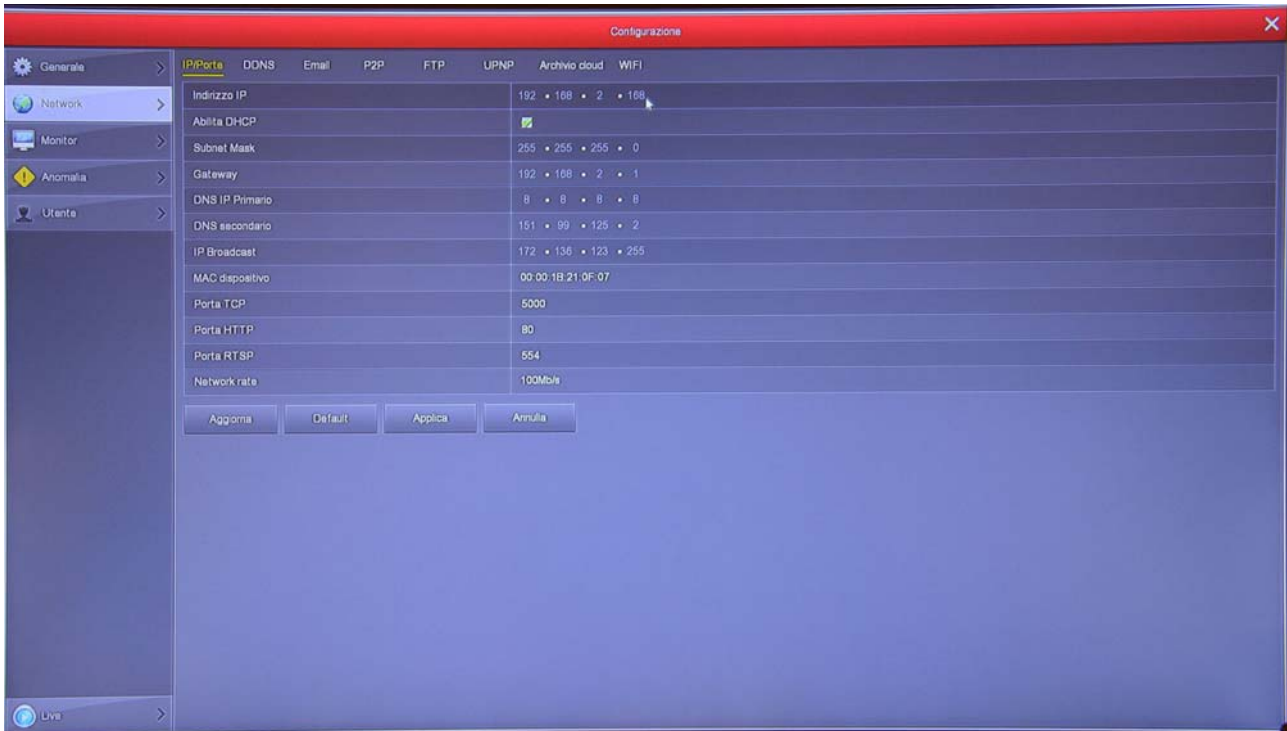 Configurazione
Generale
Network
Monitor
Anomalia
Utente
Live
IP/Porta DDNS Email P2P FTP UPNP Archivio cloud WIFI
Indirizzo IP 192 . 168 . 2 . 168
Abilita DHCP
Subnet Mask 255 . 255 . 255 . 0
Gateway 192 . 168 . 2 . 1
DNS IP Primario 8 . 8 . 8 . 8
DNS secondario 151 . 99 . 125 . 2
IP Broadcast 172 . 136 . 123 . 255
MAC dispositivo 00:00:1B:21:0F:07
Porta TCP 5000
Porta HTTP 80
Porta RTSP 554
Network rate 100Mb/s
Aggiorna Default Applica Annulla